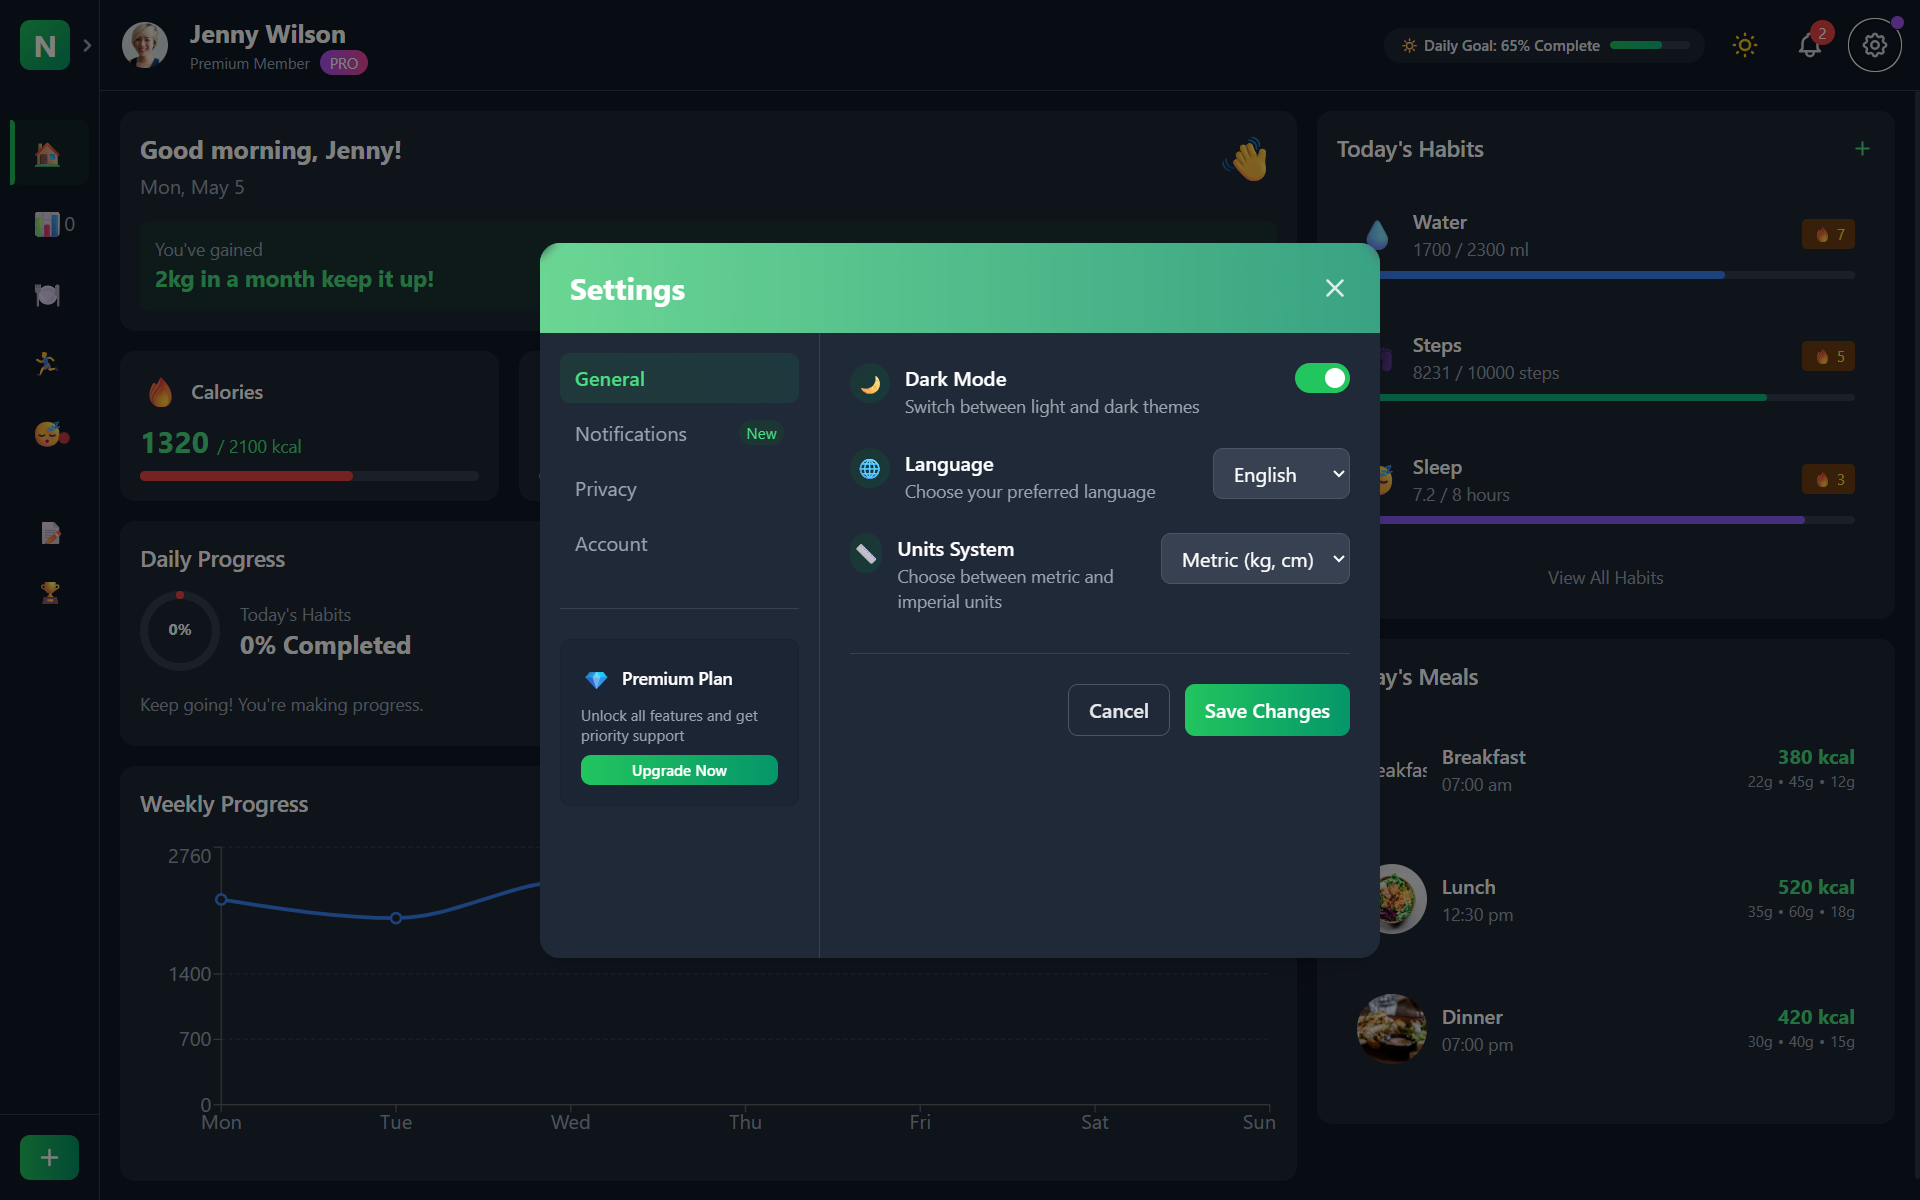 N
Jenny Wilson
Premium Member PRO
Daily Goal: 65% Complete
2
Good morning, Jenny!
Mon, May 5
You've gained
2kg in a month keep it up!
0
Calories
1320 / 2100 kcal
Daily Progress
0%
Today's Habits
0% Completed
Keep going! You're making progress.
Weekly Progress
2760
1400
700
0
Mon Tue Wed Thu Fri Sat Sun
+
Settings
General
Notifications New
Privacy
Account
Premium Plan
Unlock all features and get
priority support
Upgrade Now
Dark Mode
Switch between light and dark themes
Language
Choose your preferred language
English
Units System
Choose between metric and
imperial units
Metric (kg, cm)
Cancel
Save Changes
Today's Habits
+
Water
1700 / 2300 ml
7
Steps
8231 / 10000 steps
5
Sleep
7.2 / 8 hours
3
View All Habits
ay's Meals
eakfas
Breakfast
07:00 am
380 kcal
22g • 45g • 12g
Lunch
12:30 pm
520 kcal
35g • 60g • 18g
Dinner
07:00 pm
420 kcal
30g • 40g • 15g